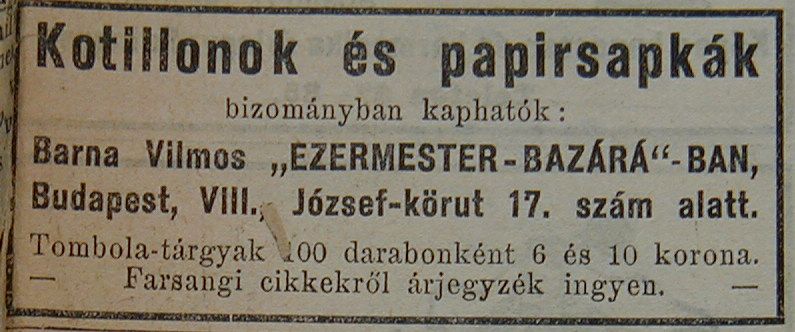 Kotillonok és papirsapkák
bizományban kaphatók:
Barna Vilmos „EZERMESTER-BAZÁRÁ“-BAN,
Budapest, VIII., József-körut 17. szám alatt.
Tombola-tárgyak 100 darabonként 6 és 10 korona.
— Farsangi cikkekről árjegyzék ingyen. —